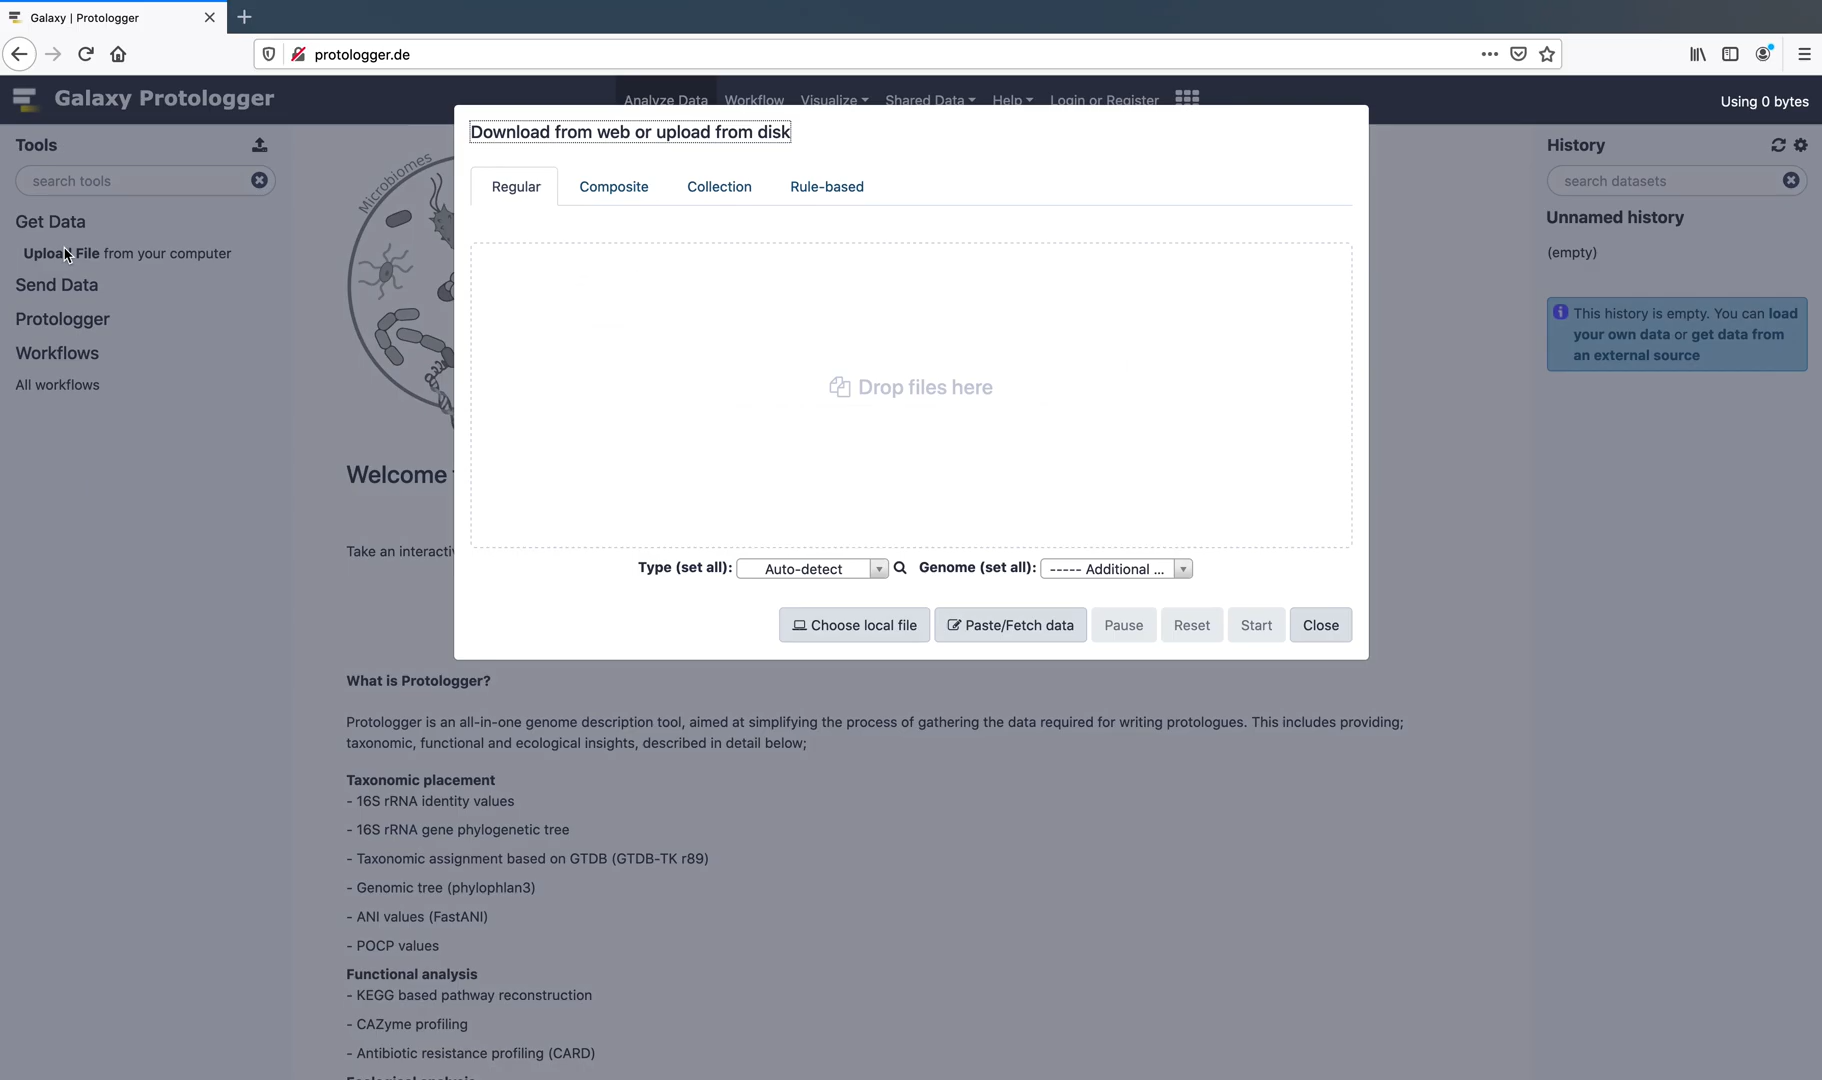 Galaxy | Protologger
protologger.de
Galaxy Protologger
Analyze Data Workflow Visualize Shared Data Help Login or Register
Using 0 bytes
Tools
search tools
Get Data
Upload File from your computer
Send Data
Protologger
Workflows
All workflows
Microbiomes
Download from web or upload from disk
Regular Composite Collection Rule-based
Drop files here
Type (set all): Auto-detect Genome (set all): ----- Additional ...
Choose local file Paste/Fetch data Pause Reset Start Close
History
search datasets
Unnamed history
(empty)
This history is empty. You can load
your own data or get data from
an external source
Welcome
Take an
What is Protologger?
Protologger is an all-in-one genome description tool, aimed at simplifying the process of gathering the data required for writing protologues. This includes providing;
taxonomic, functional and ecological insights, described in detail below;
Taxonomic placement
- 16S rRNA identity values
- 16S rRNA gene phylogenetic tree
- Taxonomic assignment based on GTDB (GTDB-TK r89)
- Genomic tree (phylophlan3)
- ANI values (FastANI)
- POCP values
Functional analysis
- KEGG based pathway reconstruction
- CAZyme profiling
- Antibiotic resistance profiling (CARD)